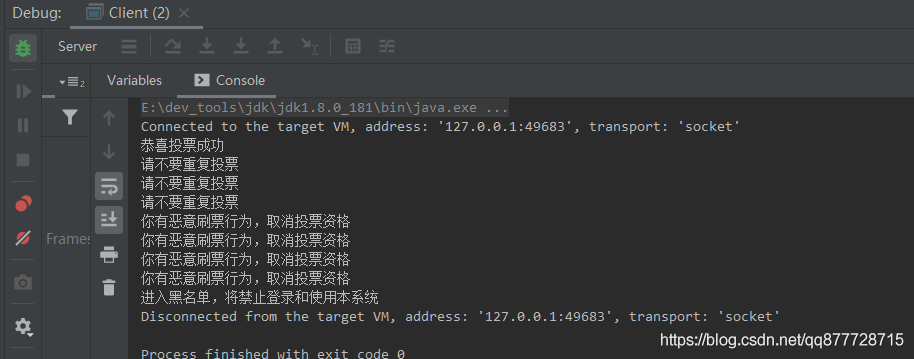 Debug: Client (2)
Server
Variables Console
2
Frames
E:\dev_tools\jdk\jdk1.8.0_181\bin\java.exe ...
Connected to the target VM, address: '127.0.0.1:49683', transport: 'socket'
恭喜投票成功
请不要重复投票
请不要重复投票
请不要重复投票
你有恶意刷票行为，取消投票资格
你有恶意刷票行为，取消投票资格
你有恶意刷票行为，取消投票资格
你有恶意刷票行为，取消投票资格
进入黑名单，将禁止登录和使用本系统
Disconnected from the target VM, address: '127.0.0.1:49683', transport: 'socket'
https://blog.csdn.net/qq877728715
Process finished with exit code 0